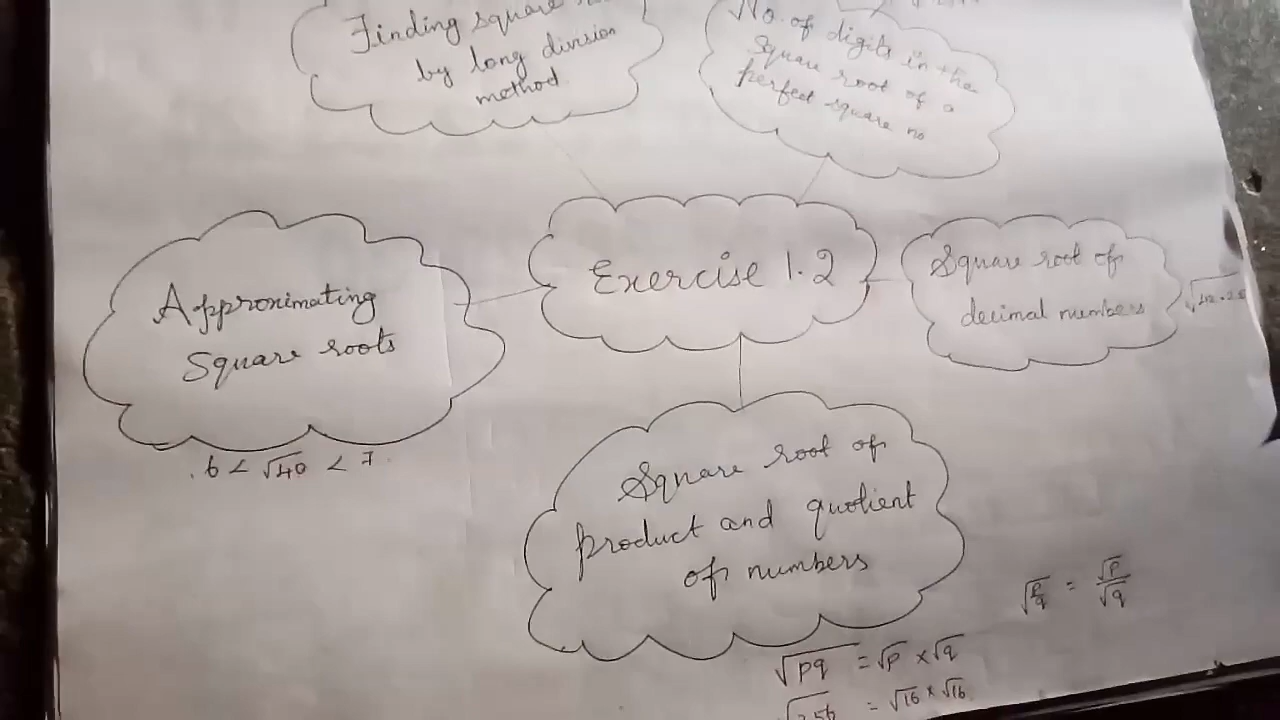 Finding square
by long division
method
No. of digits in the
Square root of a
perfect square no
Exercise 1.2
Approximating
Square roots
6 < √40 < 7
Square root of
decimal numbers
Square root of
product and quotient
of numbers
√p/q = √p/√q
√pq = √p × √q
√256 = √16 × √16